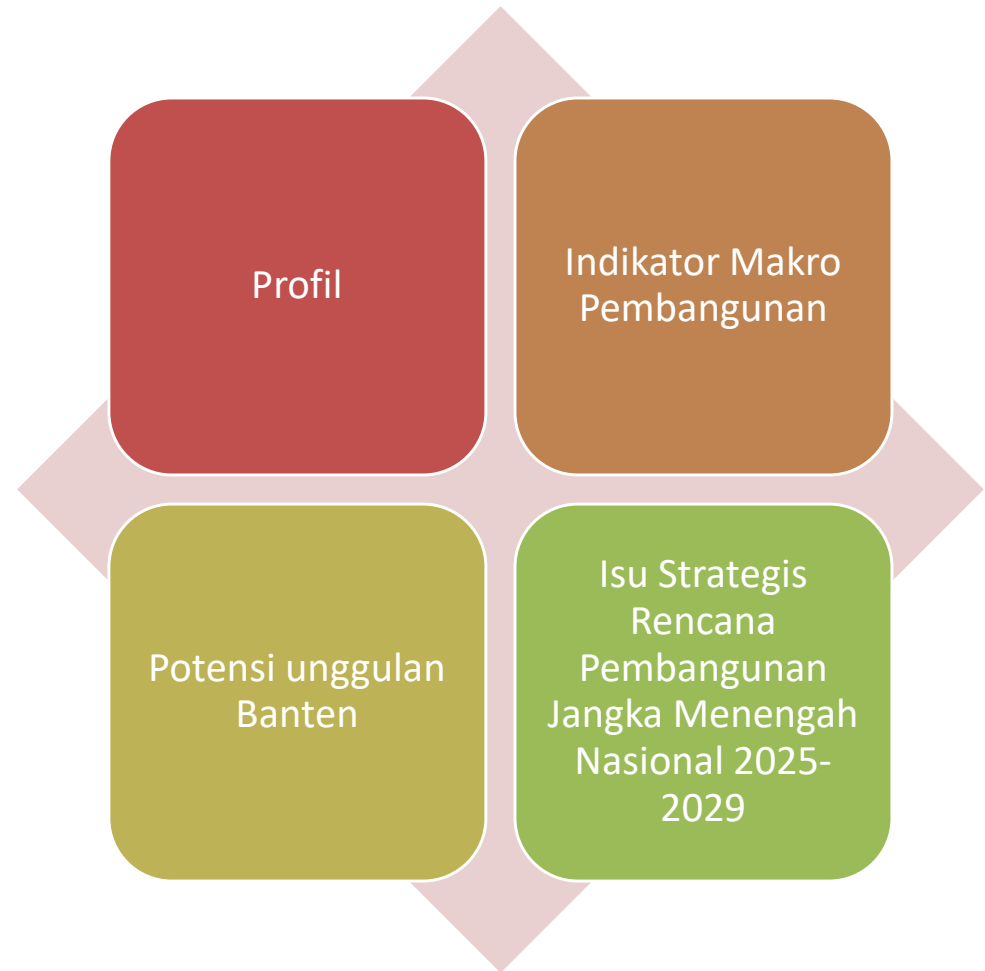 Profil
Indikator Makro
Pembangunan
Potensi unggulan
Banten
Isu Strategis
Rencana
Pembangunan
Jangka Menengah
Nasional 2025-
2029